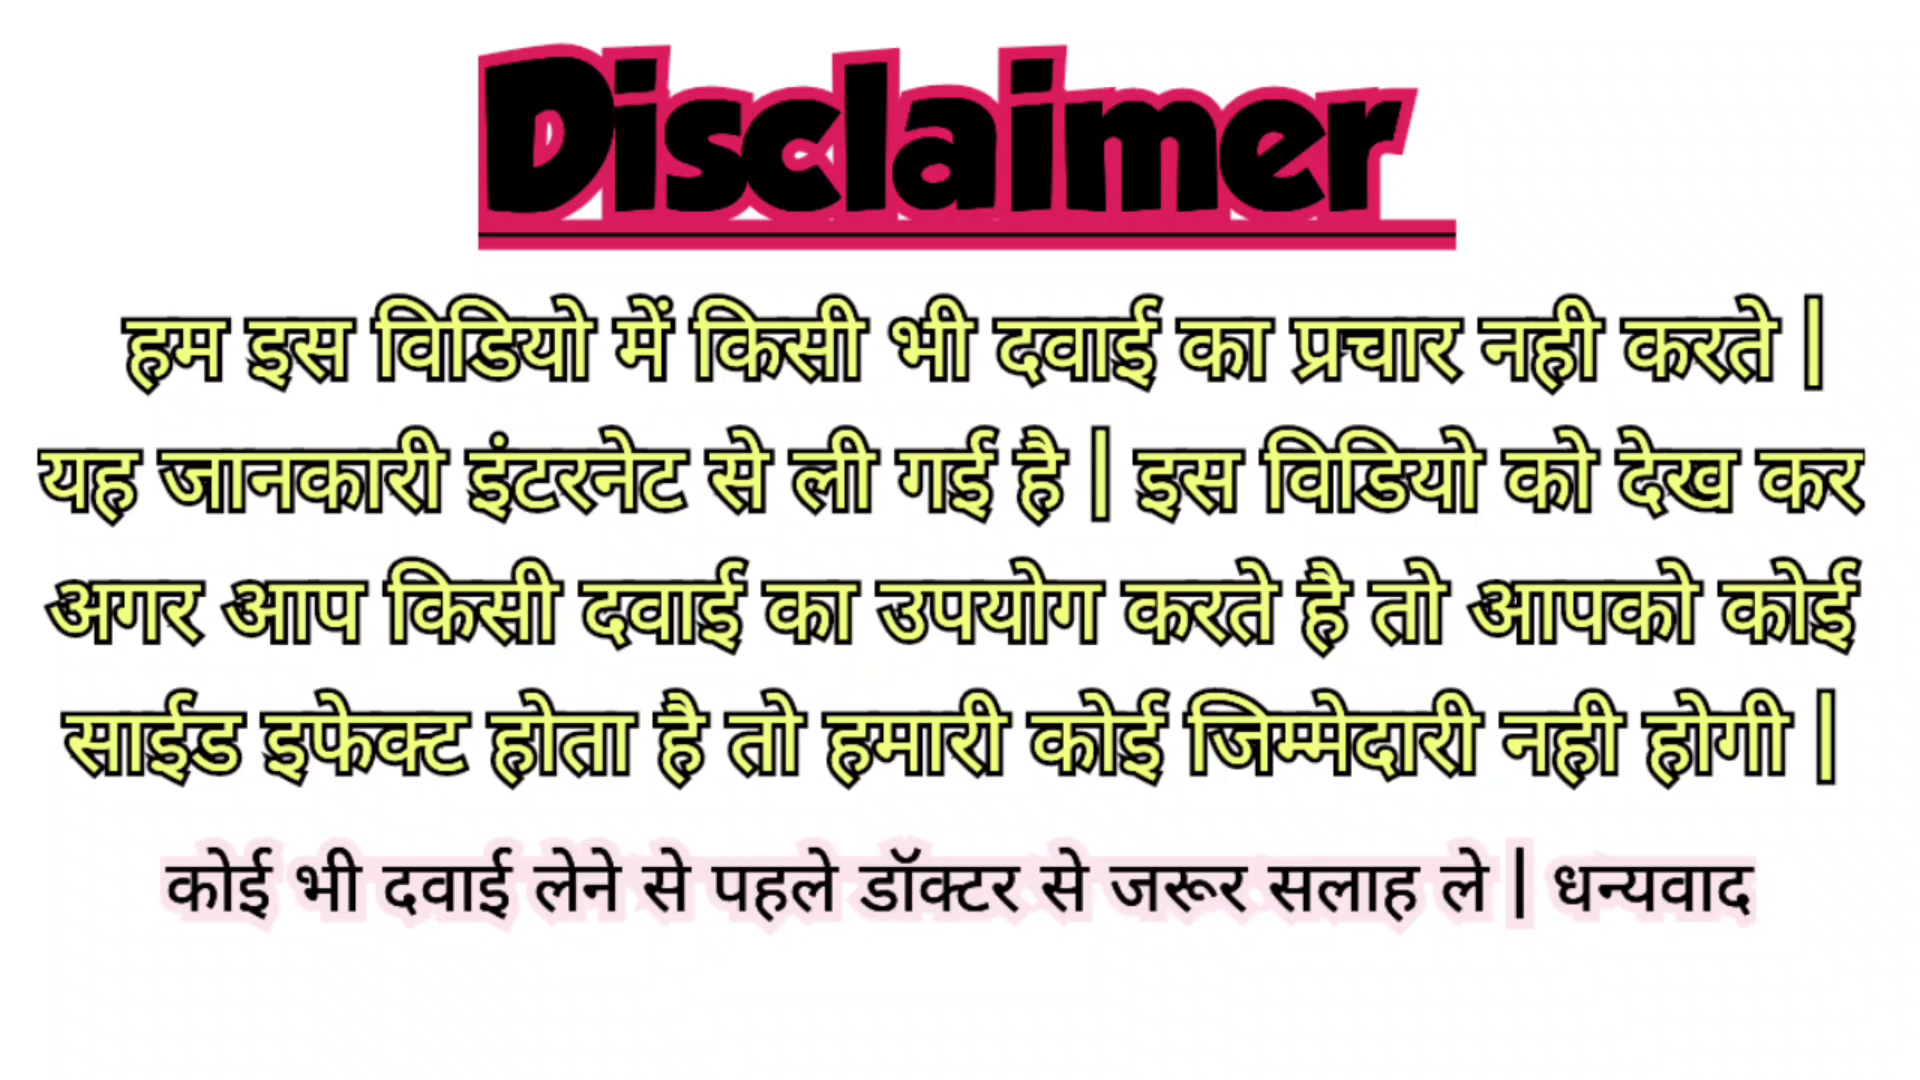 Disclaimer
हम इस विडियो में किसी भी दवाई का प्रचार नही करते |
यह जानकारी इंटरनेट से ली गई है | इस विडियो को देख कर
अगर आप किसी दवाई का उपयोग करते है तो आपको कोई
साईड इफेक्ट होता है तो हमारी कोई जिम्मेदारी नही होगी |
कोई भी दवाई लेने से पहले डॉक्टर से जरूर सलाह ले | धन्यवाद